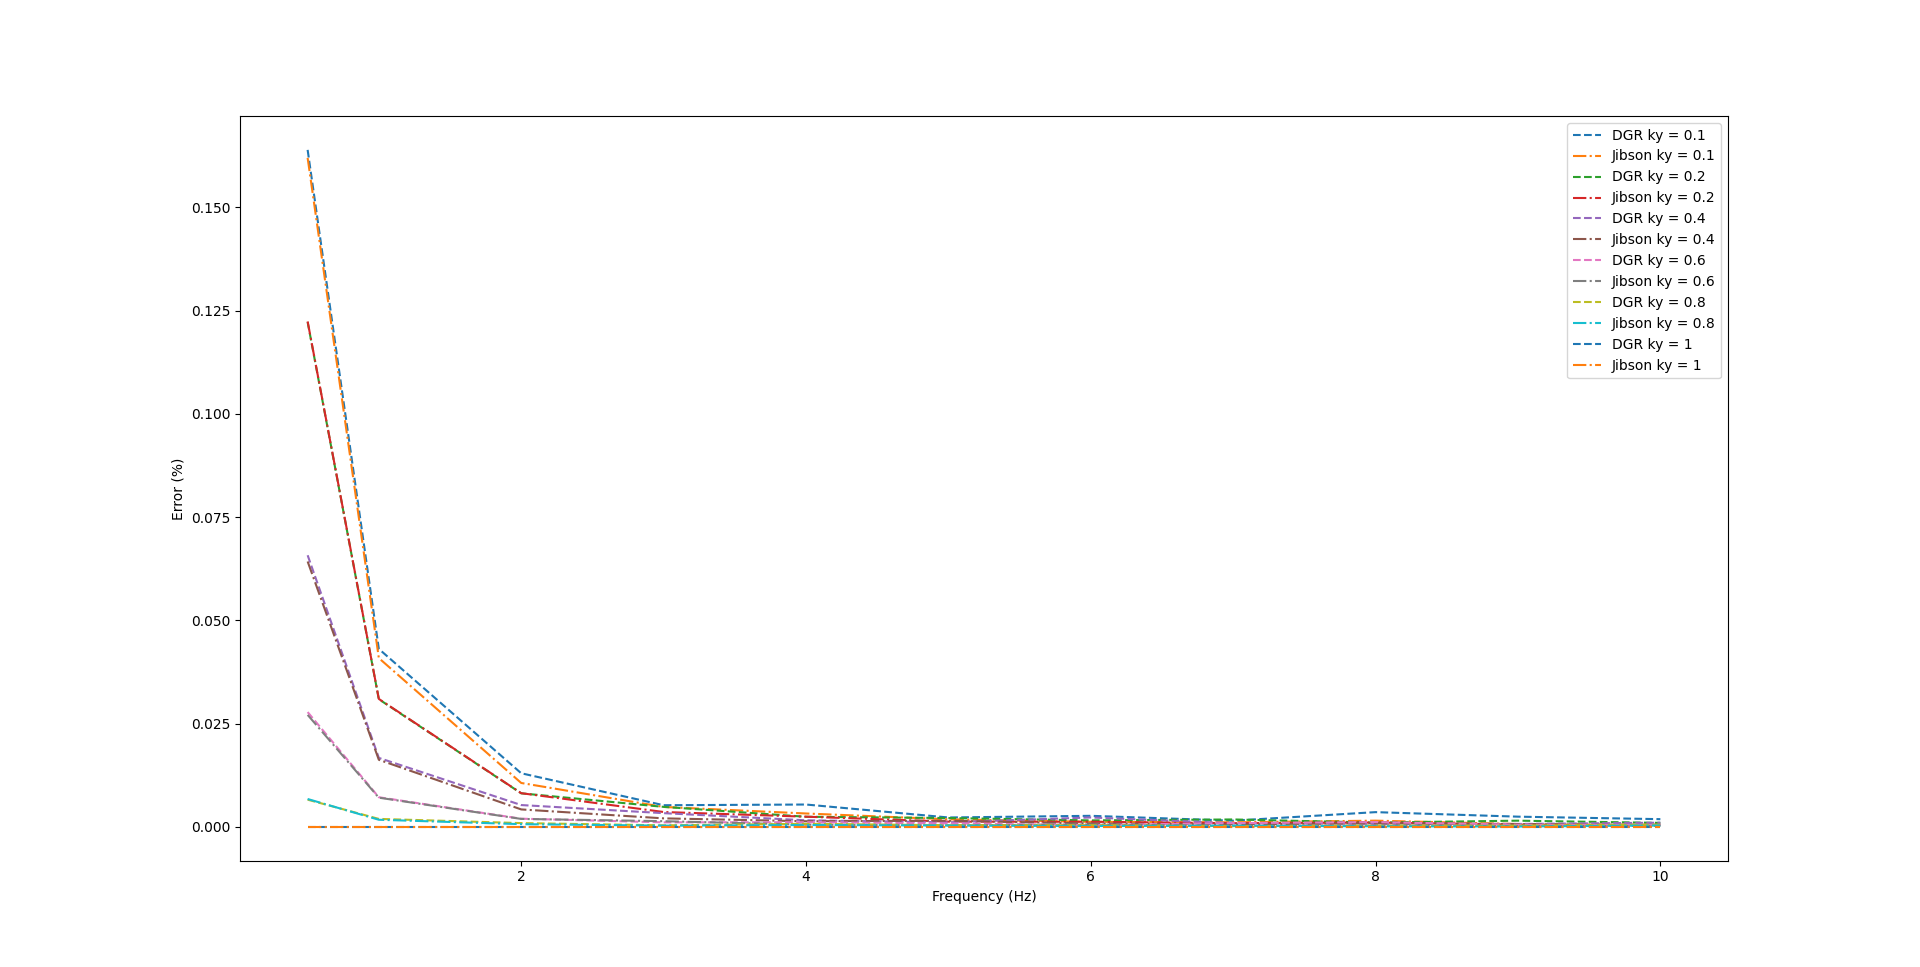 DGR ky = 0.1
Jibson ky = 0.1
DGR ky = 0.2
Jibson ky = 0.2
DGR ky = 0.4
Jibson ky = 0.4
DGR ky = 0.6
Jibson ky = 0.6
DGR ky = 0.8
Jibson ky = 0.8
DGR ky = 1
Jibson ky = 1
0.150
0.125
0.100
0.075
0.050
0.025
0.000
Error (%)
2 4 6 8 10
Frequency (Hz)